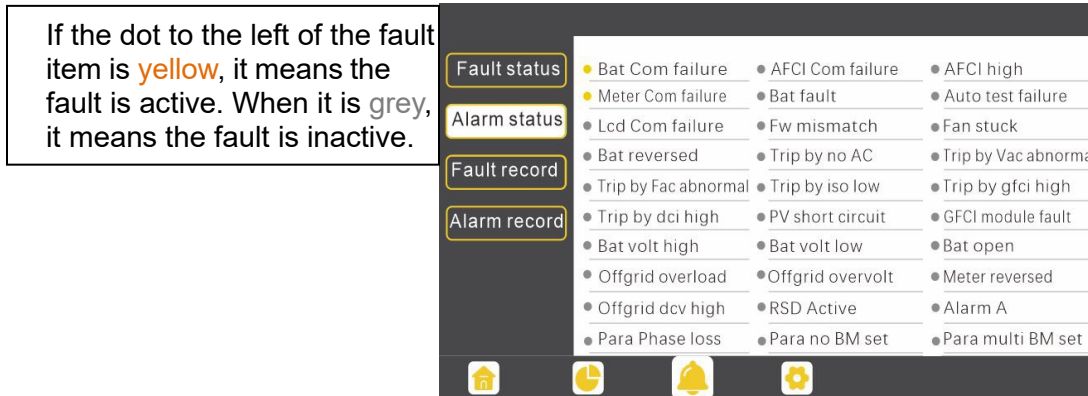 If the dot to the left of the fault
item is yellow, it means the
fault is active. When it is grey,
it means the fault is inactive.
Fault status
Alarm status
Fault record
Alarm record
Bat Com failure AFCI Com failure AFCI high
Meter Com failure Bat fault Auto test failure
Lcd Com failure Fw mismatch Fan stuck
Bat reversed Trip by no AC Trip by Vac abnorma
Trip by Fac abnormal Trip by iso low Trip by gfci high
Trip by dci high PV short circuit GFCI module fault
Bat volt high Bat volt low Bat open
Offgrid overload Offgrid overvolt Meter reversed
Offgrid dcv high RSD Active Alarm A
Para Phase loss Para no BM set Para multi BM set